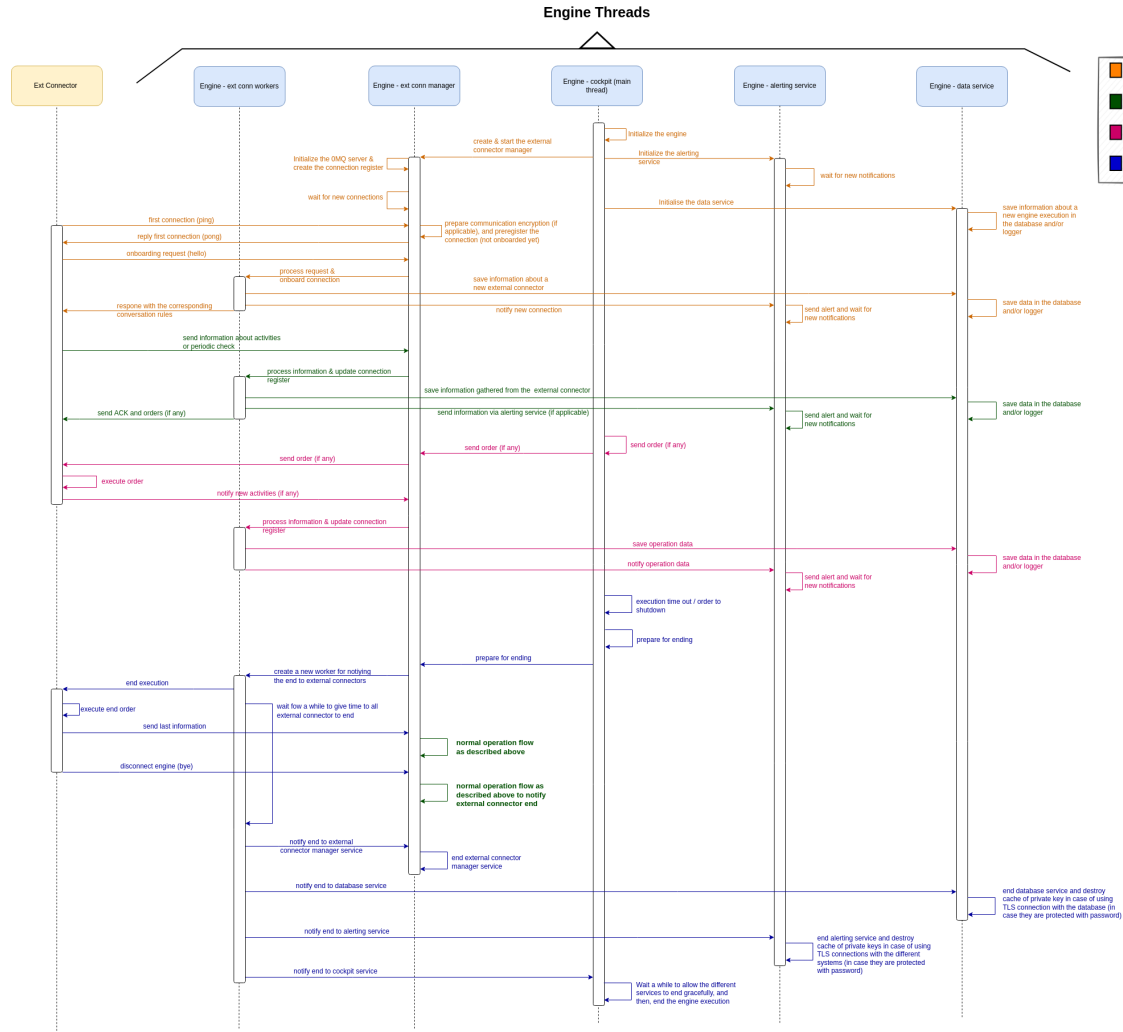 Engine Threads
Ext Connector
Engine - ext conn workers
Engine - ext conn manager
Engine - cockpit (main
thread)
Engine - alerting service
Engine - data service
Initialize the engine
create & start the external
connector manager
Initialize the alerting
service
Initialize the 0MQ server &
create the connection register
wait for new notifications
wait for new connections
Initialise the data service
save information about a
new engine execution in
the database and/or
logger
first connection (ping)
prepare communication encryption (if
applicable), and preregister the
connection (not onboarded yet)
reply first connection (pong)
onboarding request (hello)
process request &
onboard connection
save information about a
new external connector
respone with the corresponding
conversation rules
notify new connection
send alert and wait for
new notifications
save data in the database
and/or logger
send information about activities
or periodic check
process information & update connection
register
save information gathered from the external connector
send ACK and orders (if any)
send information via alerting service (if applicable)
send alert and wait for
new notifications
save data in the database
and/or logger
send order (if any)
send order (if any)
send order (if any)
execute order
notify new activities (if any)
process information & update connection
register
save operation data
notify operation data
send alert and wait for
new notifications
save data in the database
and/or logger
execution time out / order to
shutdown
prepare for ending
prepare for ending
create a new worker for notiying
the end to external connectors
end execution
execute end order
wait fow a while to give time to all
external connector to end
send last information
normal operation flow
as described above
disconnect engine (bye)
normal operation flow as
described above to notify
external connector end
notify end to external
connector manager service
end external connector
manager service
notify end to database service
end database service and destroy
cache of private key in case of using
TLS connection with the database (in
case they are protected with password)
notify end to alerting service
end alerting service and destroy
cache of private keys in case of using
TLS connections with the different
systems (in case they are protected
with password)
notify end to cockpit service
Wait a while to allow the different
services to end gracefully, and
then, end the engine execution